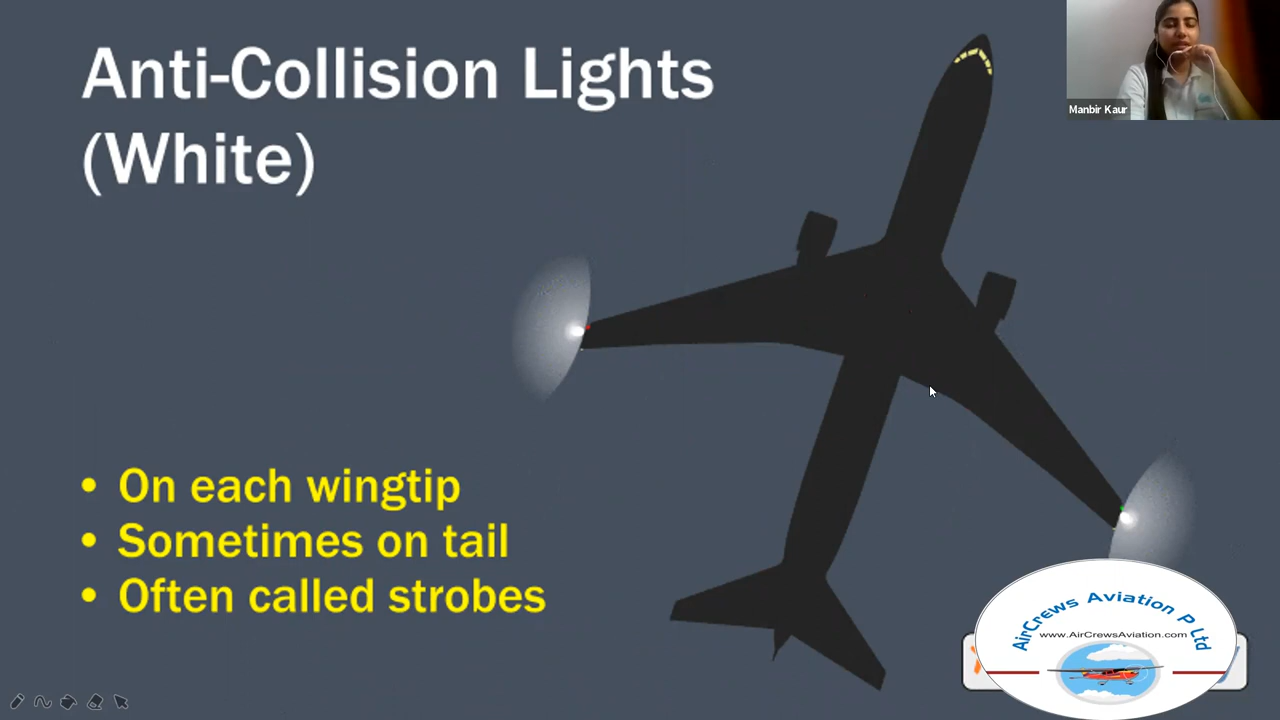 Anti-Collision Lights
(White)
Manbir Kaur
• On each wingtip
• Sometimes on tail
• Often called strobes
AirCrews Aviation P Ltd
www.AirCrewsAviation.com